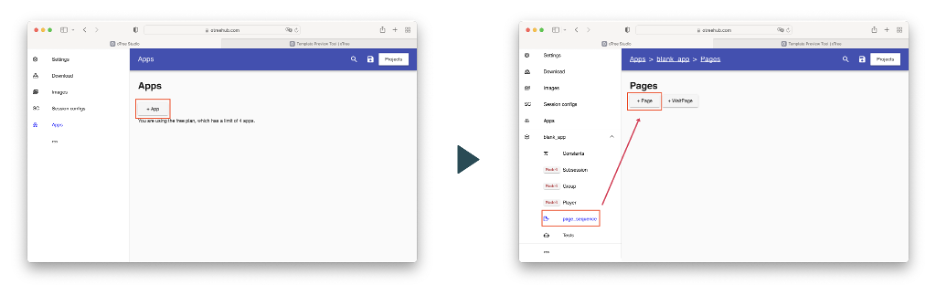 otreehub.com
oTree Studio
Template Preview Tool | oTree
Settings
Download
Images
SC Session configs
Apps
Apps
Projects
Apps
+ App
You are using the free plan, which has a limit of 4 apps.
otreehub.com
oTree Studio
Template Preview Tool | oTree
Settings
Download
Images
SC Session configs
Apps
blank_app
Constants
Subsession
Group
Player
page_sequence
Tests
Apps > blank_app > Pages
Projects
Pages
+ Page
+ WaitPage